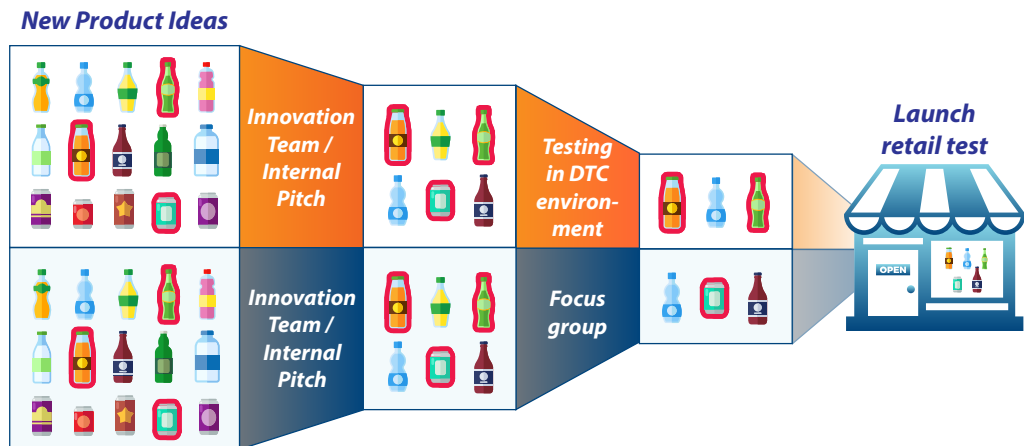 New Product Ideas
Innovation
Team /
Internal
Pitch
Testing
in DTC
environ-
ment
Launch
retail test
OPEN
Innovation
Team /
Internal
Pitch
Focus
group